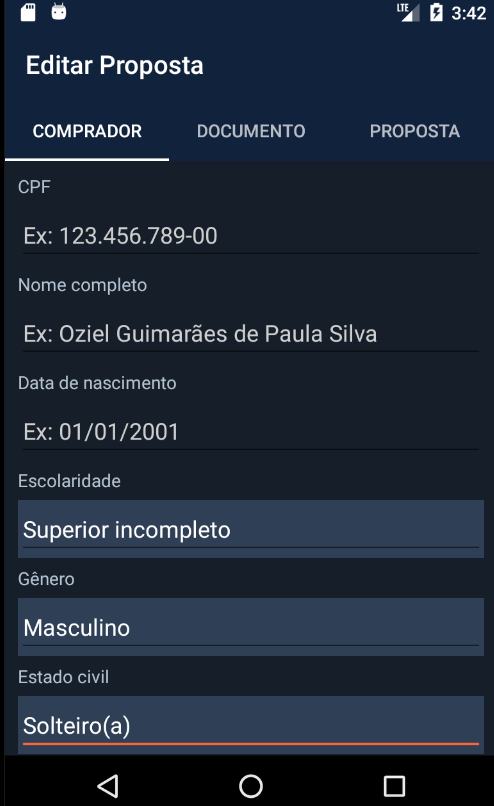 LTE 3:42
Editar Proposta
COMPRADOR DOCUMENTO PROPOSTA
CPF
Ex: 123.456.789-00
Nome completo
Ex: Oziel Guimarães de Paula Silva
Data de nascimento
Ex: 01/01/2001
Escolaridade
Superior incompleto
Gênero
Masculino
Estado civil
Solteiro(a)